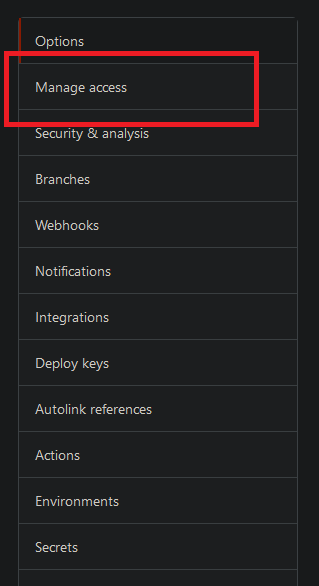 Options
Manage access
Security & analysis
Branches
Webhooks
Notifications
Integrations
Deploy keys
Autolink references
Actions
Environments
Secrets